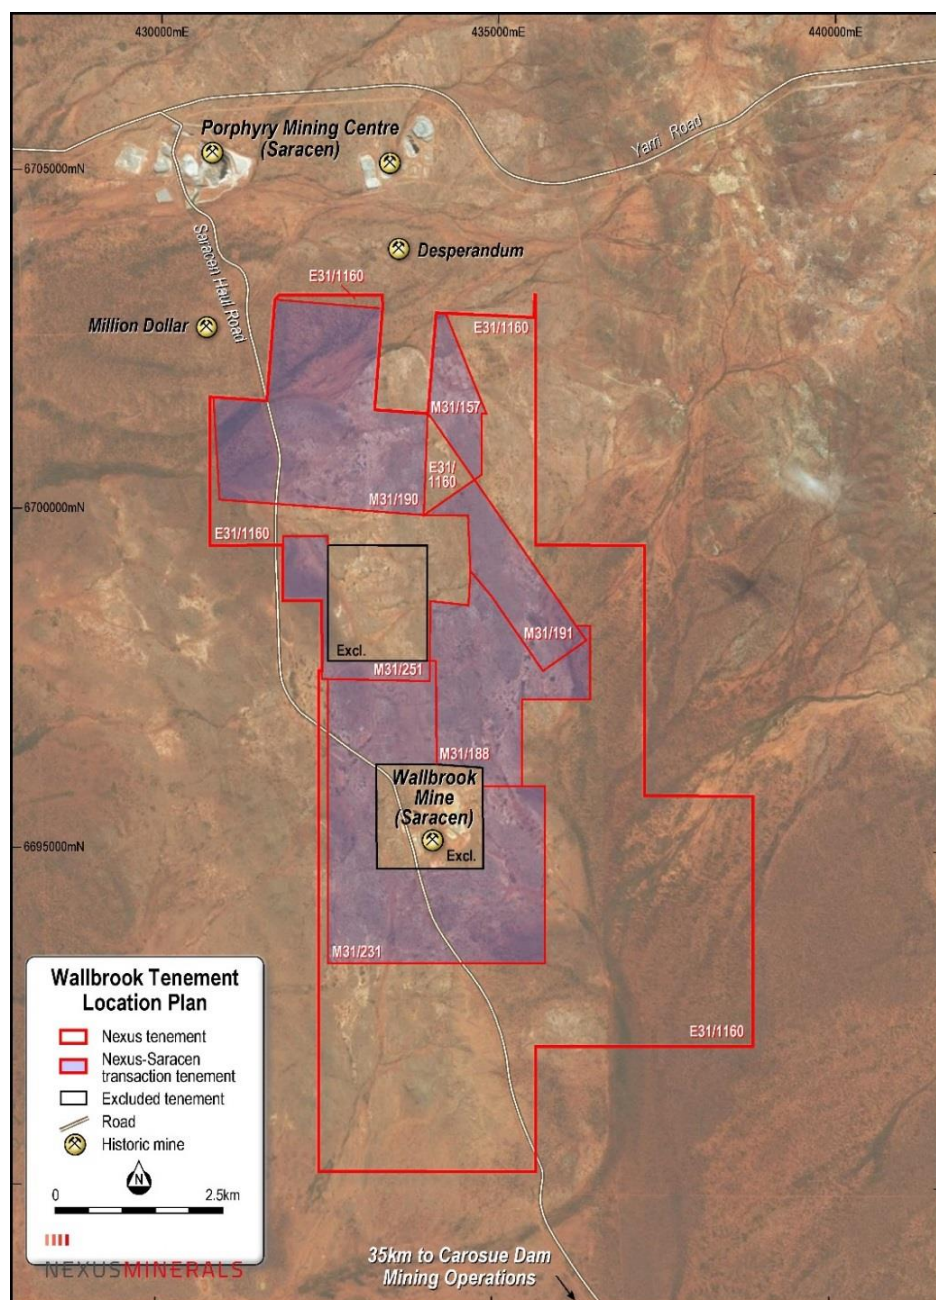 430000mE
435000mE
440000mE
Porphyry Mining Centre
(Saracen)
Yarri Road
6705000mN
Saracen Haul Road
Desperandum
E31/1160
Million Dollar
E31/1160
M31/157
E31/
1160
M31/190
6700000mN
E31/1160
M31/191
Excl.
M31/251
M31/188
Wallbrook
Mine
(Saracen)
6695000mN
Excl.
M31/231
E31/1160
Wallbrook Tenement
Location Plan
Nexus tenement
Nexus-Saracen
transaction tenement
Excluded tenement
Road
Historic mine
N
0
2.5km
NEXUSMINERALS
35km to Carosue Dam
Mining Operations